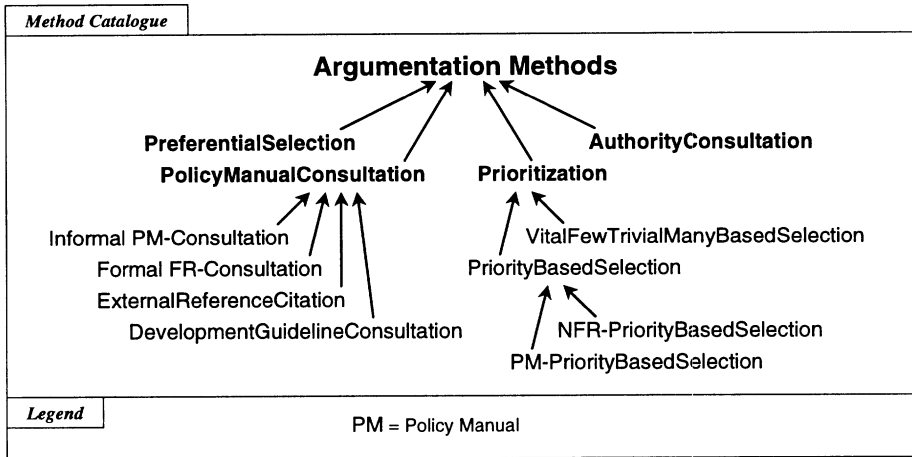 Method Catalogue
Argumentation Methods
PreferentialSelection
AuthorityConsultation
PolicyManualConsultation
Prioritization
Informal PM-Consultation
VitalFewTrivialManyBasedSelection
Formal FR-Consultation
PriorityBasedSelection
ExternalReferenceCitation
DevelopmentGuidelineConsultation
NFR-PriorityBasedSelection
PM-PriorityBasedSelection
Legend
PM = Policy Manual